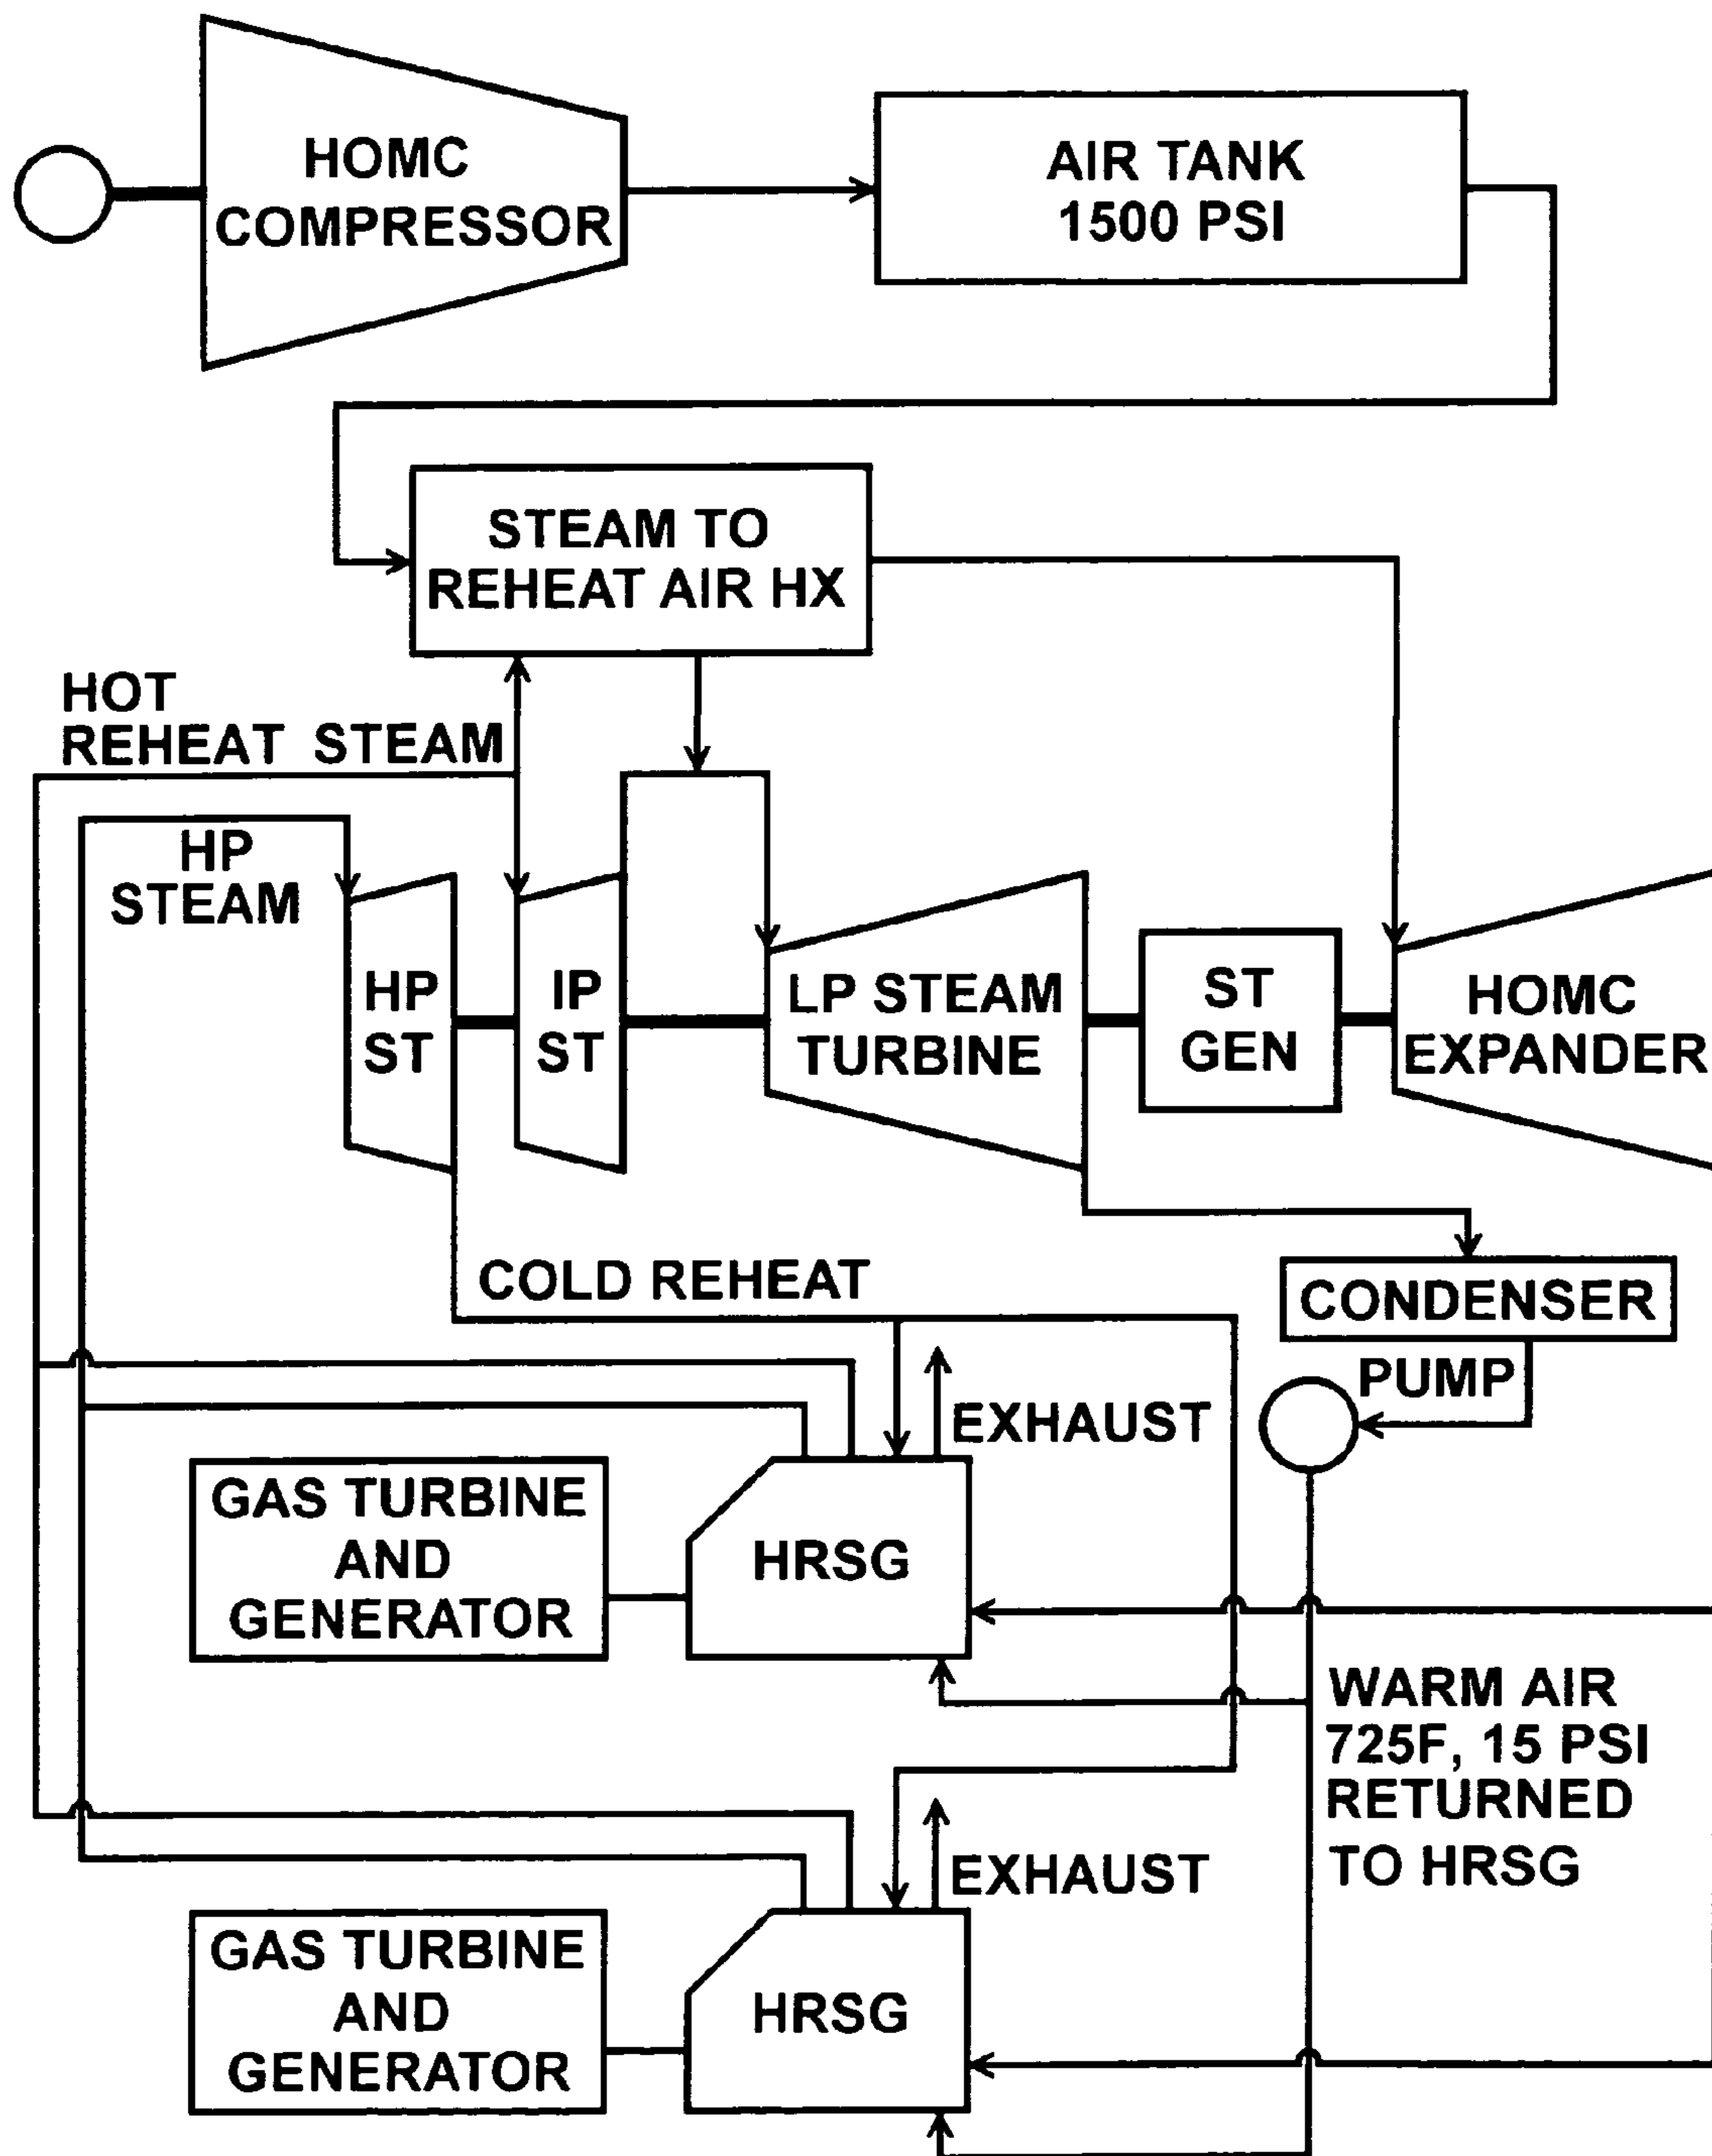 HOMC
COMPRESSOR
AIR TANK
1500 PSI
STEAM TO
REHEAT AIR HX
HOT
REHEAT STEAM
HP
STEAM
HP
ST
IP
ST
LP STEAM
TURBINE
ST
GEN
HOMC
EXPANDER
COLD REHEAT
CONDENSER
PUMP
EXHAUST
GAS TURBINE
AND
GENERATOR
HRSG
WARM AIR
725F, 15 PSI
RETURNED
TO HRSG
EXHAUST
GAS TURBINE
AND
GENERATOR
HRSG